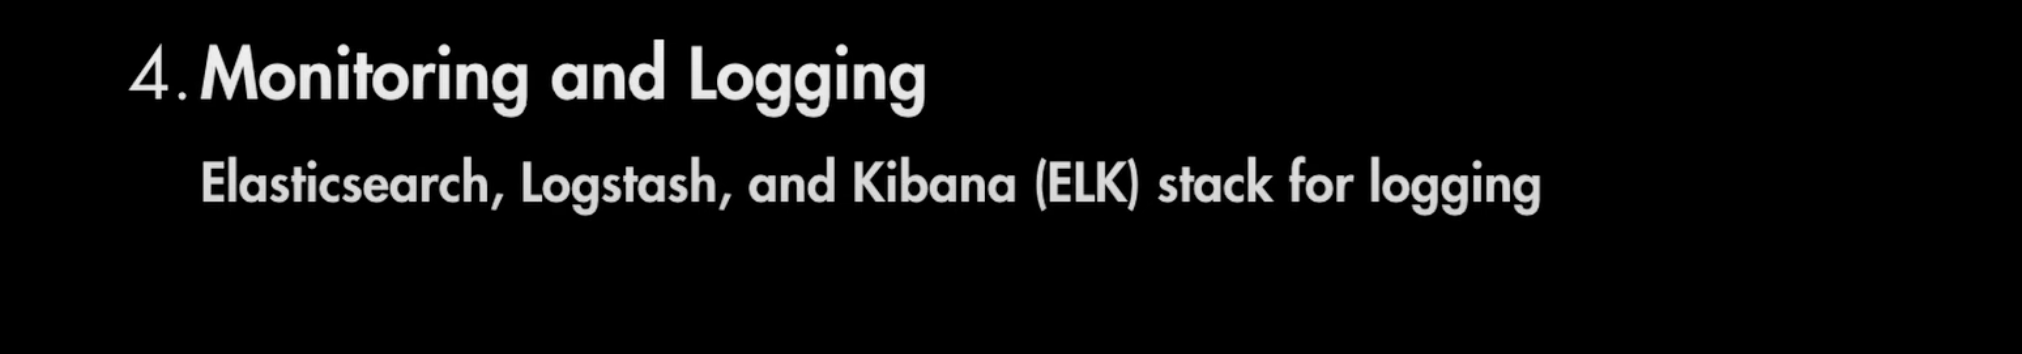 4. Monitoring and Logging
Elasticsearch, Logstash, and Kibana (ELK) stack for logging